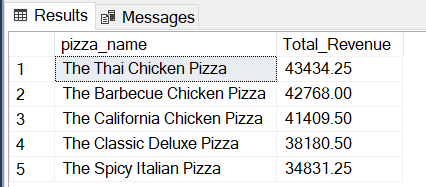 Results Messages
pizza_name Total_Revenue
1 The Thai Chicken Pizza 43434.25
2 The Barbecue Chicken Pizza 42768.00
3 The California Chicken Pizza 41409.50
4 The Classic Deluxe Pizza 38180.50
5 The Spicy Italian Pizza 34831.25